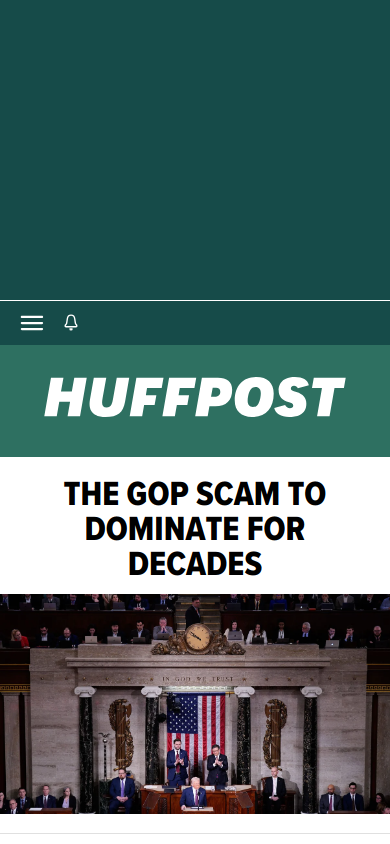 HUFFPOST
THE GOP SCAM TO
DOMINATE FOR
DECADES
IN GOD WE TRUST